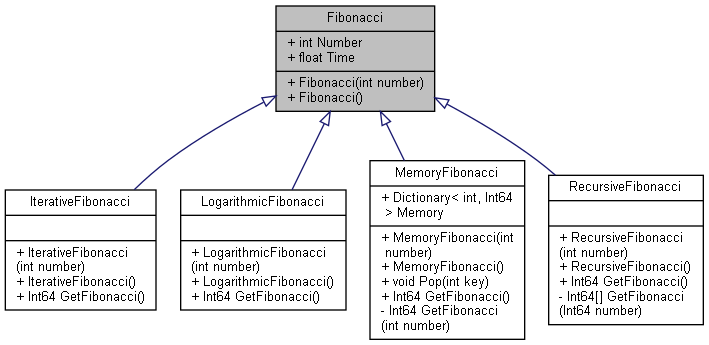 Fibonacci
+ int Number
+ float Time
+ Fibonacci(int number)
+ Fibonacci()
IterativeFibonacci
+ IterativeFibonacci
(int number)
+ IterativeFibonacci()
+ Int64 GetFibonacci()
LogarithmicFibonacci
+ LogarithmicFibonacci
(int number)
+ LogarithmicFibonacci()
+ Int64 GetFibonacci()
MemoryFibonacci
+ Dictionary< int, Int64
> Memory
+ MemoryFibonacci(int
number)
+ MemoryFibonacci()
+ void Pop(int key)
+ Int64 GetFibonacci()
- Int64 GetFibonacci
(int number)
RecursiveFibonacci
+ RecursiveFibonacci
(int number)
+ RecursiveFibonacci()
+ Int64 GetFibonacci()
- Int64[] GetFibonacci
(Int64 number)